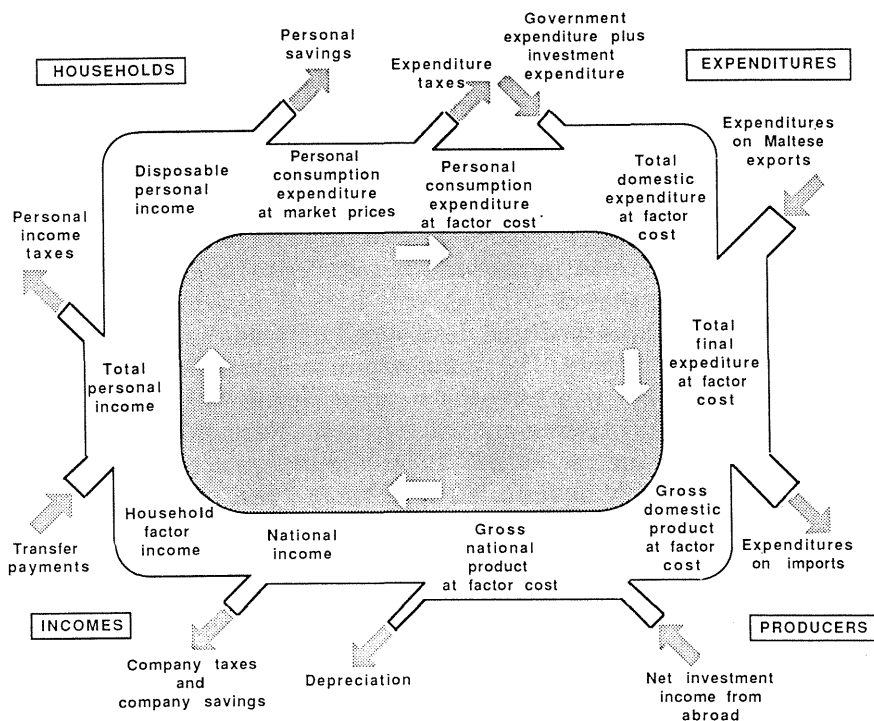 HOUSEHOLDS
Personal
savings
Expenditure
taxes
Government
expenditure plus
investment
expenditure
EXPENDITURES
Expenditures
on Maltese
exports
Disposable
personal
income
Personal
consumption
expenditure
at market prices
Personal
consumption
expenditure
at factor cost
Total
domestic
expenditure
at factor
cost
Personal
income
taxes
Total
personal
income
Total
final
expediture
at factor
cost
Transfer
payments
Household
factor
income
National
income
Gross
national
product
at factor cost
Gross
domestic
product
at factor
cost
Expenditures
on imports
INCOMES
Company taxes
and
company savings
Depreciation
Net investment
income from
abroad
PRODUCERS